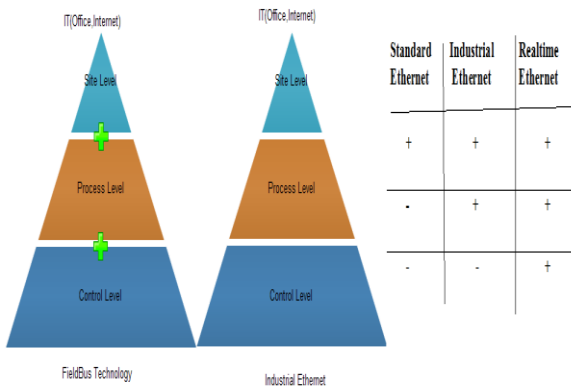 IT(Office,Internet)
Site Level
Process Level
Control Level
FieldBus Technology
IT(Office,Internet)
Site Level
Process Level
Control Level
Industrial Ethernet
Standard Industrial Realtime
Ethernet Ethernet Ethernet
+ + +
- + +
- - +